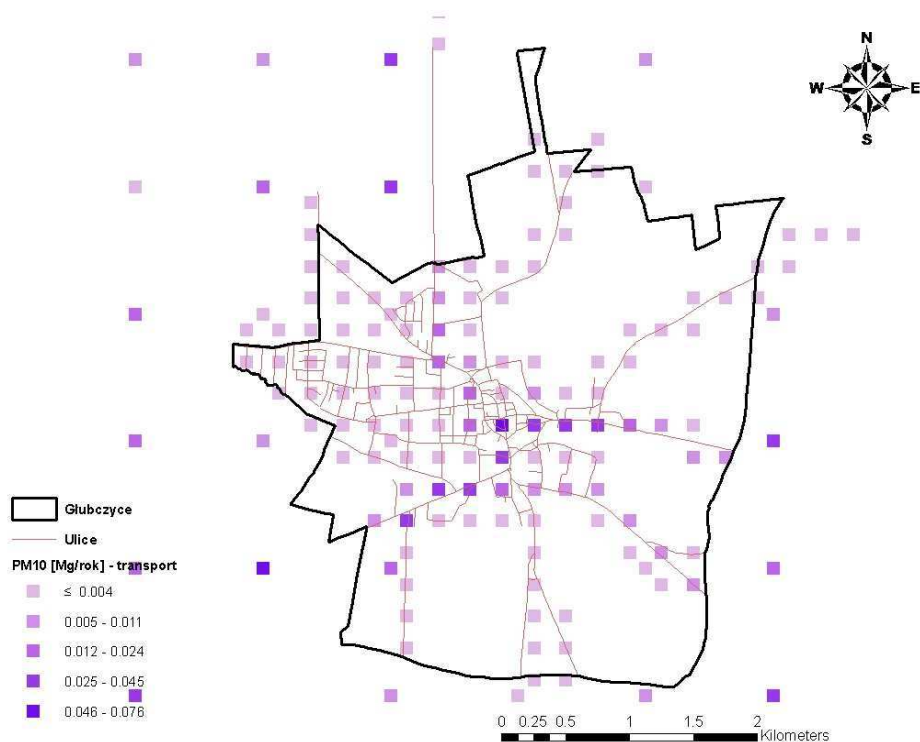 N
W E
S
Głubczyce
Ulice
PM10 [Mg/rok] - transport
≤ 0.004
0.005 - 0.011
0.012 - 0.024
0.025 - 0.045
0.046 - 0.076
0 0.25 0.5 1 1.5 2
Kilometers